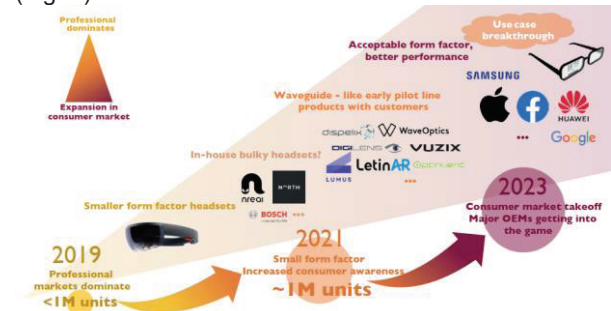 Professional
dominates
Expansion in
consumer market
Use case
breakthrough
Acceptable form factor,
better performance
SAMSUNG
HUAWEI
Google
Waveguide - like early pilot line
products with customers
dispelix WaveOptics
DIGILENS VUZIX
LUMUS LetinAR Optinvent
In-house bulky headsets?
nreal NORTH
BOSCH
Smaller form factor headsets
2019
Professional
markets dominate
<1M units
2021
Small form factor
Increased consumer awareness
~1M units
2023
Consumer market takeoff
Major OEMs getting into
the game